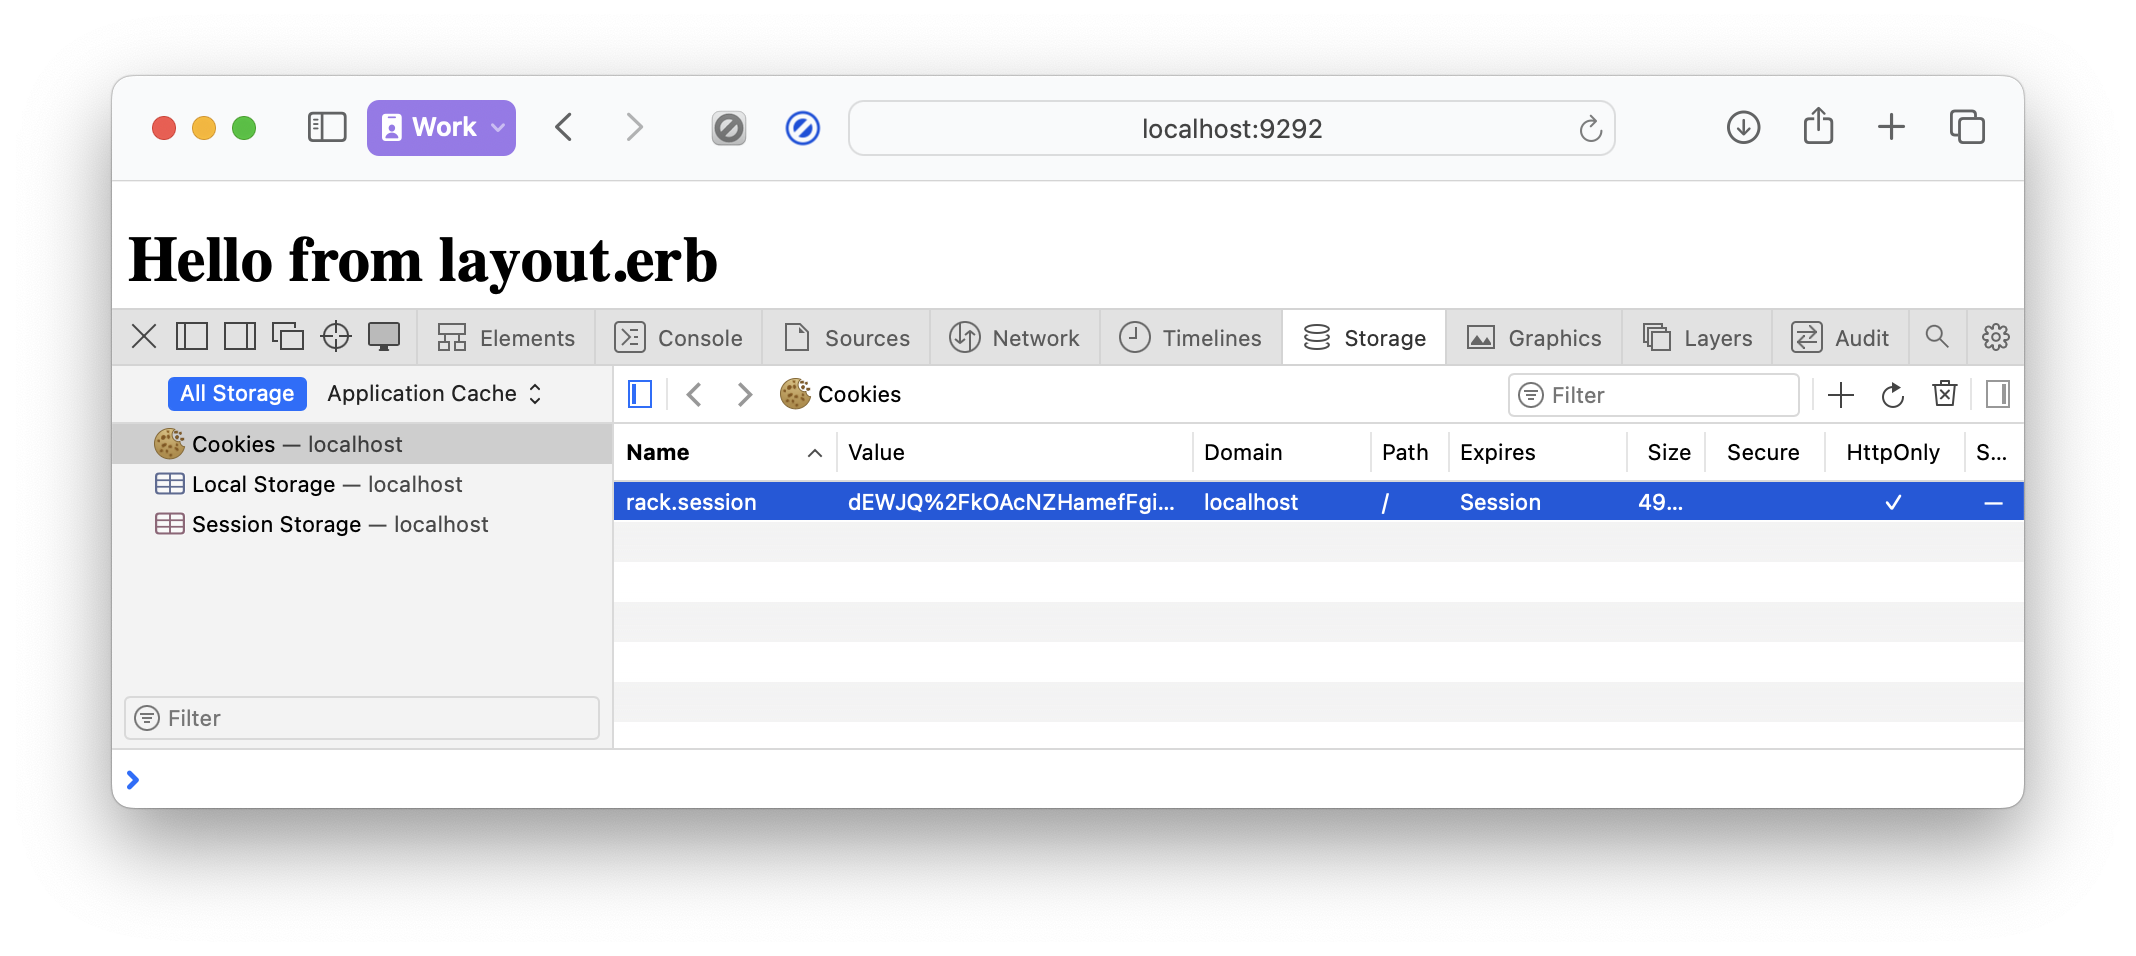 Work
localhost:9292
Hello from layout.erb
Elements Console Sources Network Timelines Storage Graphics Layers Audit
All Storage Application Cache Cookies Filter
Cookies — localhost
Local Storage — localhost
Session Storage — localhost
Filter
Name Value Domain Path Expires Size Secure HttpOnly S...
rack.session dEWJQ%2FkOAcNZHamefFgi... localhost / Session 49... ✓ —